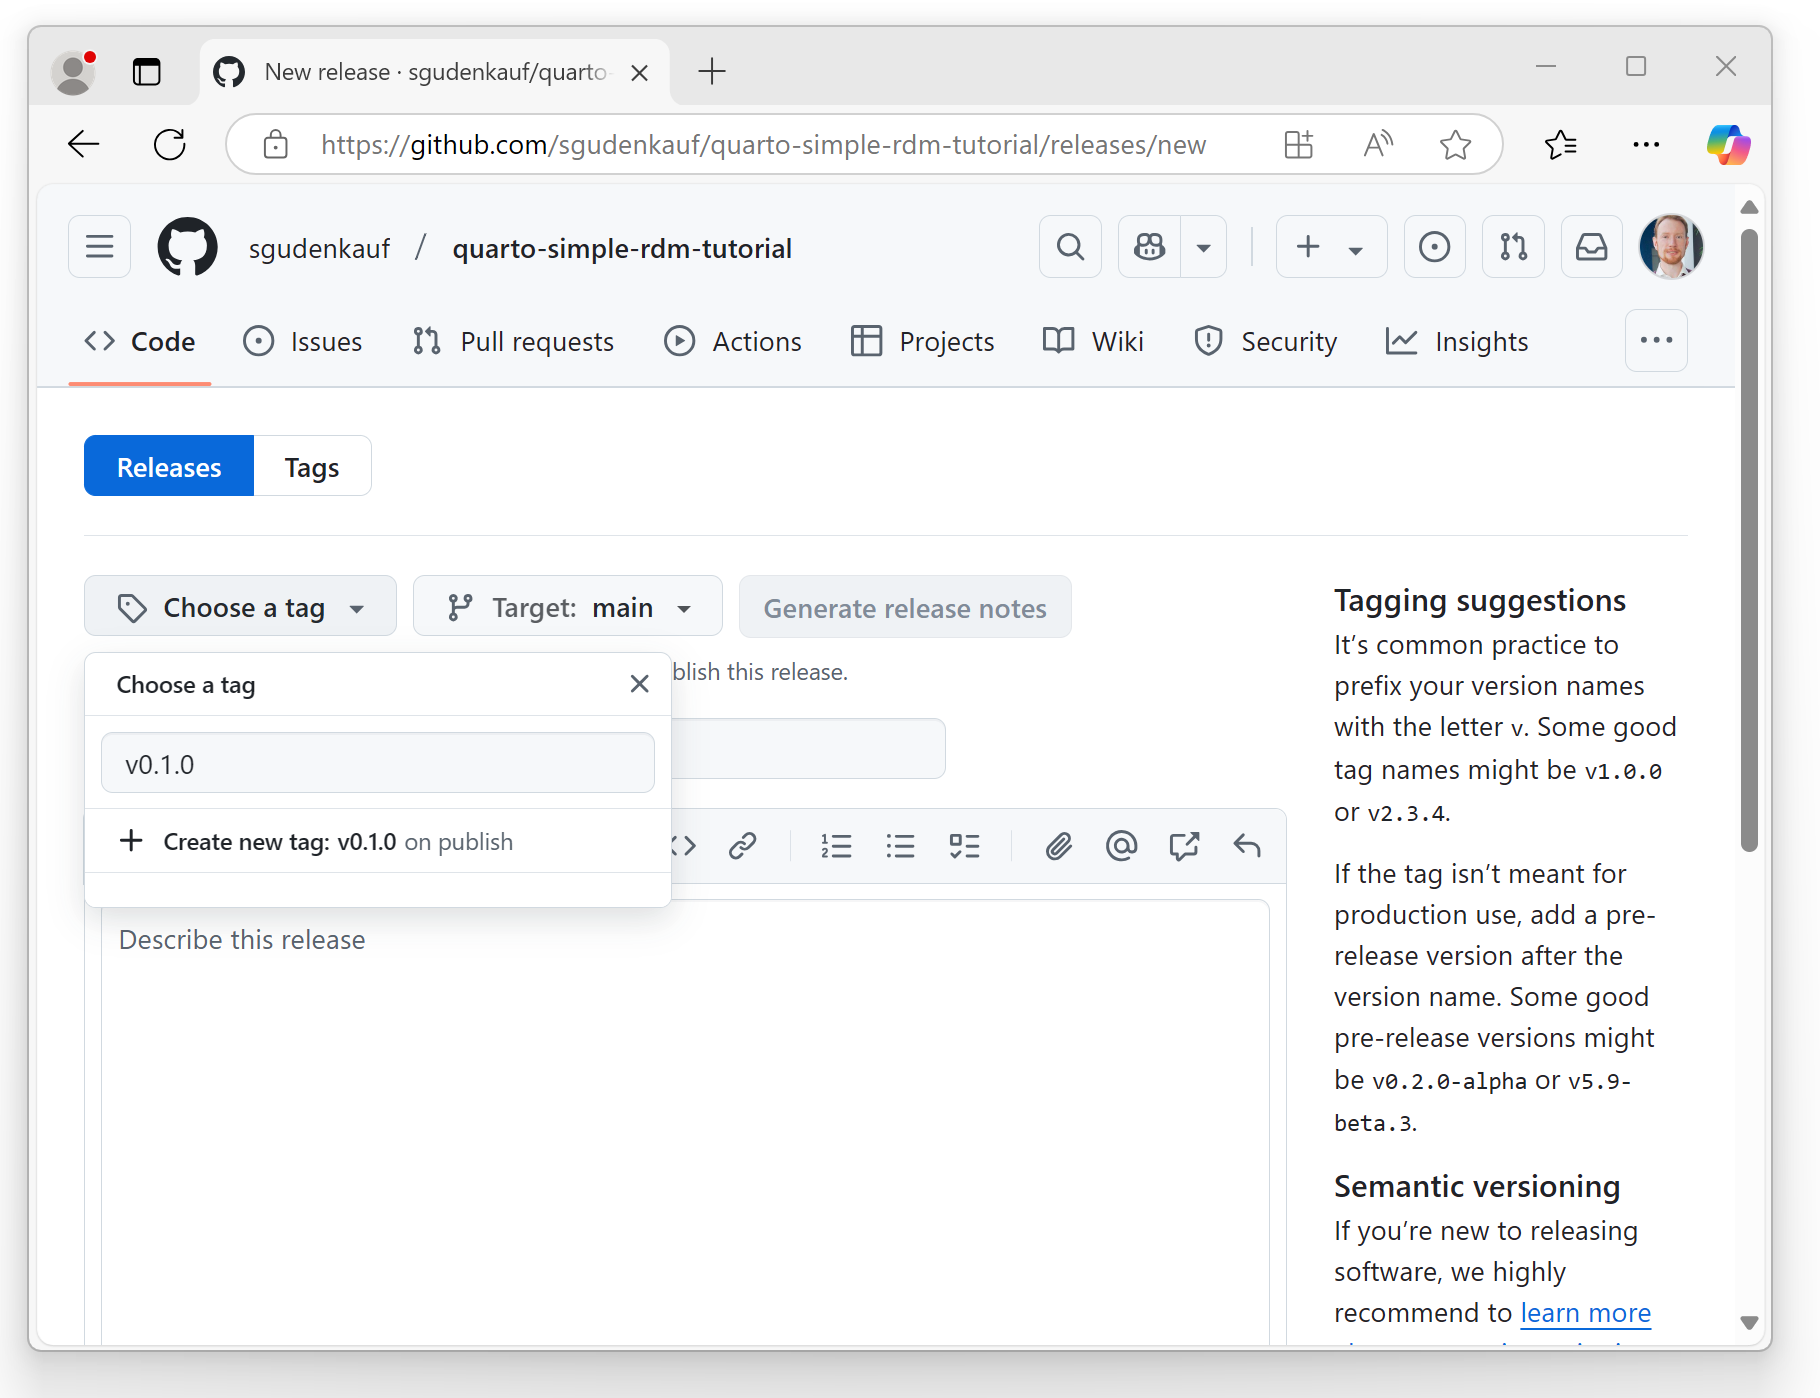 New release · sgudenkauf/quarto-
https://github.com/sgudenkauf/quarto-simple-rdm-tutorial/releases/new
sgudenkauf / quarto-simple-rdm-tutorial
Code Issues Pull requests Actions Projects Wiki Security Insights
Releases Tags
Choose a tag Target: main Generate release notes
Choose a tag
blish this release.
v0.1.0
Create new tag: v0.1.0 on publish
Describe this release
Tagging suggestions
It’s common practice to
prefix your version names
with the letter v. Some good
tag names might be v1.0.0
or v2.3.4.
If the tag isn’t meant for
production use, add a pre-
release version after the
version name. Some good
pre-release versions might
be v0.2.0-alpha or v5.9-
beta.3.
Semantic versioning
If you’re new to releasing
software, we highly
recommend to learn more